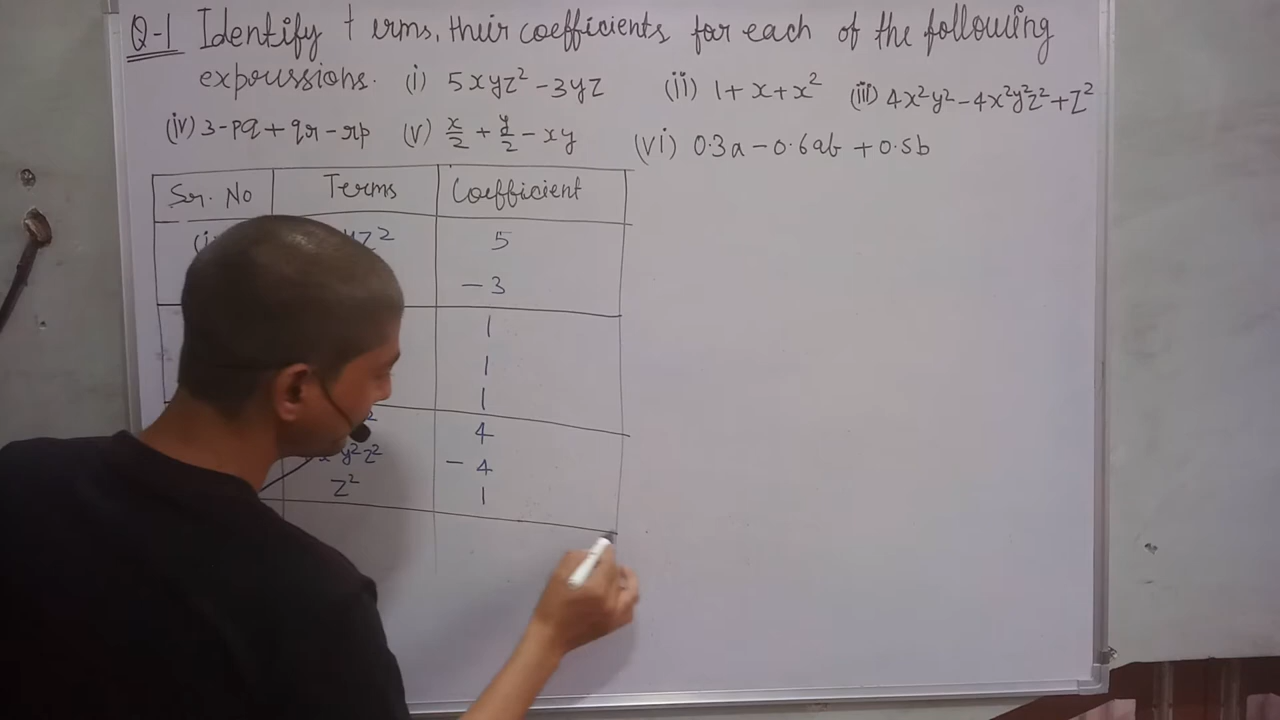 Q-1 Identify terms, their coefficients for each of the following
expoussions. (i) 5xyz² - 3yz (ii) 1 + x + x² (iii) 4x²y² - 4x²y²z² + z²
(iv) 3 - pq + qr - rp (v) x/2 + y/2 - xy (vi) 0.3a - 0.6ab + 0.5b
Sr. No Terms Coefficient
z² 5
- 3
1
1
1
4
y²z² - 4
z² 1